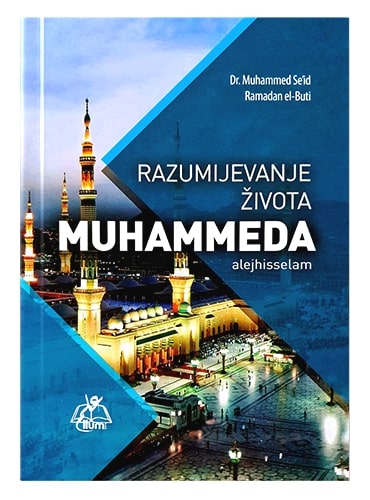 Dr. Muhammed Se'id
Ramadan el-Buti
RAZUMIJEVANJE
ŽIVOTA
MUHAMMEDA
alejhisselam
Ilum